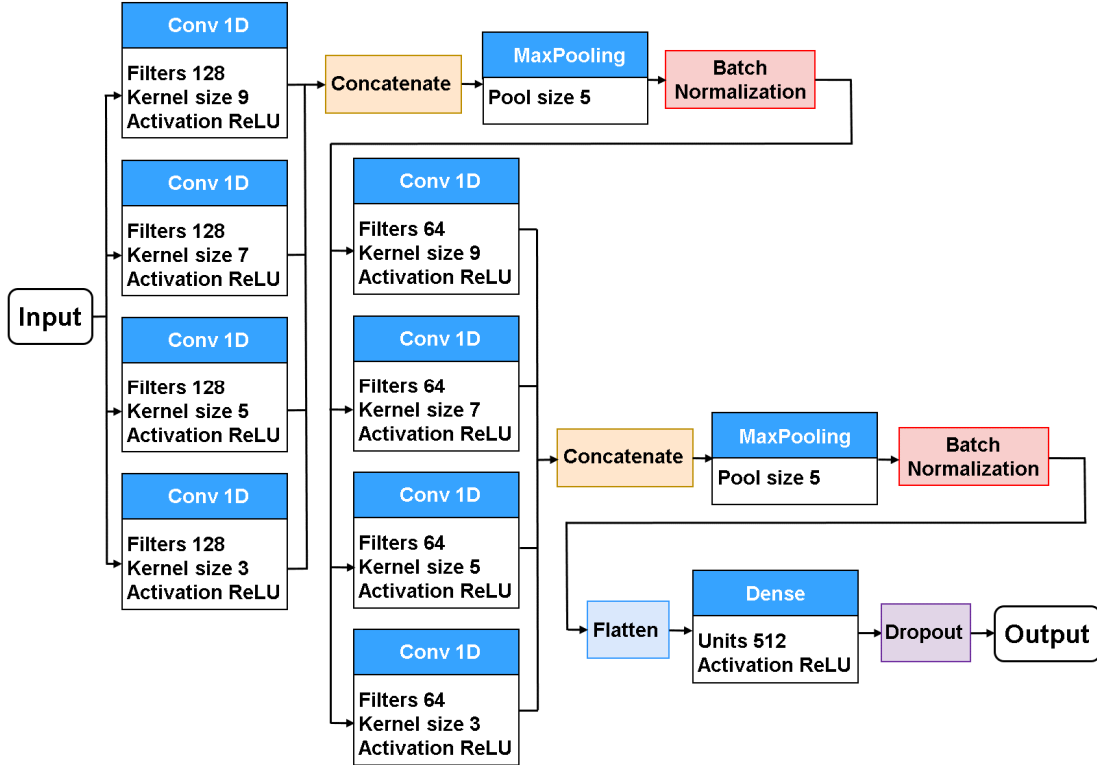 Input
Conv 1D
Filters 128
Kernel size 9
Activation ReLU
Conv 1D
Filters 128
Kernel size 7
Activation ReLU
Conv 1D
Filters 128
Kernel size 5
Activation ReLU
Conv 1D
Filters 128
Kernel size 3
Activation ReLU
Concatenate
MaxPooling
Pool size 5
Batch
Normalization
Conv 1D
Filters 64
Kernel size 9
Activation ReLU
Conv 1D
Filters 64
Kernel size 7
Activation ReLU
Conv 1D
Filters 64
Kernel size 5
Activation ReLU
Conv 1D
Filters 64
Kernel size 3
Activation ReLU
Concatenate
MaxPooling
Pool size 5
Batch
Normalization
Flatten
Dense
Units 512
Activation ReLU
Dropout
Output